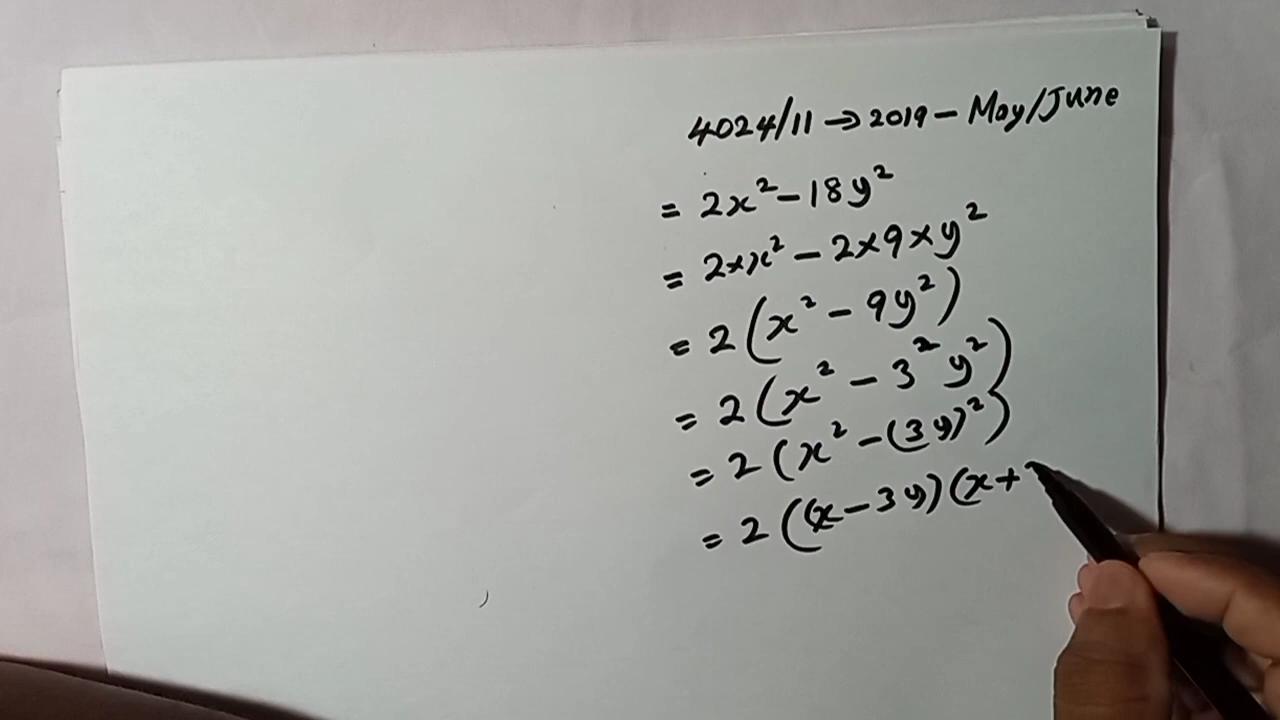 4024/11 → 2019 - May/June
= 2x² - 18y²
= 2×x² - 2×9×y²
= 2(x² - 9y²)
= 2(x² - 3²y²)
= 2(x² - (3y)²)
= 2((x - 3y)(x +